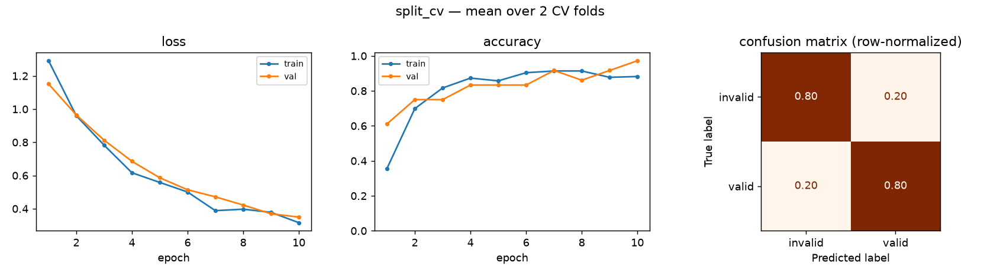 split_cv — mean over 2 CV folds
loss
train
val
1.2
1.0
0.8
0.6
0.4
2 4 6 8 10
epoch
accuracy
train
val
1.0
0.8
0.6
0.4
0.2
0.0
2 4 6 8 10
epoch
confusion matrix (row-normalized)
True label
invalid 0.80 0.20
valid 0.20 0.80
invalid valid
Predicted label